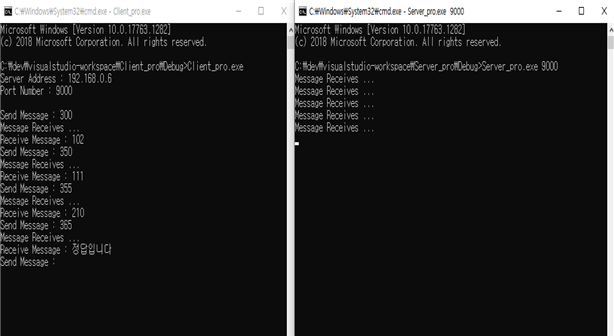 C:₩Windows₩System32₩cmd.exe - Client_pro.exe
Microsoft Windows [Version 10.0.17763.1282]
(c) 2018 Microsoft Corporation. All rights reserved.
C:₩dev₩visualstudio-workspace₩Client_pro₩Debug>Client_pro.exe
Server Address : 192.168.0.6
Port Number : 9000
Send Message : 300
Message Receives ...
Receive Message : 102
Send Message : 350
Message Receives ...
Receive Message : 111
Send Message : 355
Message Receives ...
Receive Message : 210
Send Message : 365
Message Receives ...
Receive Message : 정답입니다
Send Message :
C:₩Windows₩System32₩cmd.exe - Server_pro.exe 9000
Microsoft Windows [Version 10.0.17763.1282]
(c) 2018 Microsoft Corporation. All rights reserved.
C:₩dev₩visualstudio-workspace₩Server_pro₩Debug>Server_pro.exe 9000
Message Receives ...
Message Receives ...
Message Receives ...
Message Receives ...
Message Receives ...